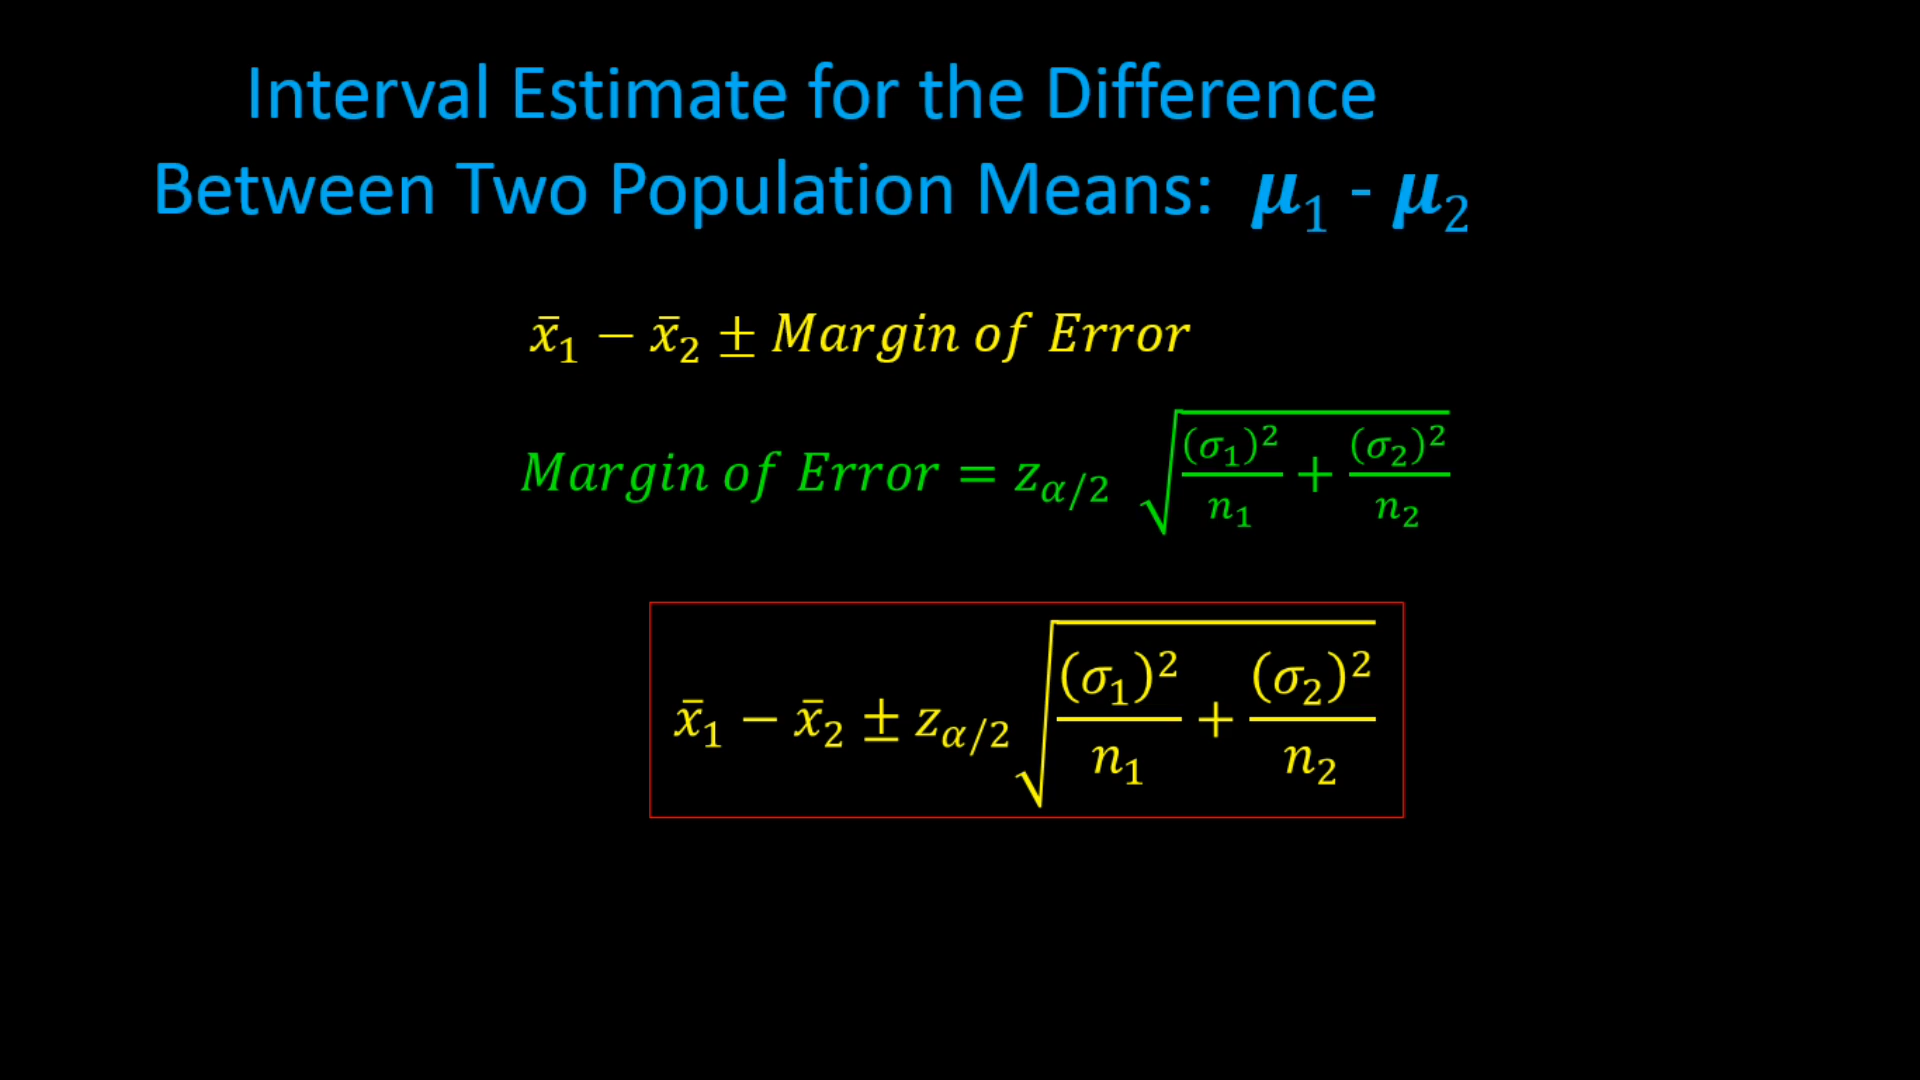 Interval Estimate for the Difference
Between Two Population Means: μ₁ - μ₂
x̄₁ − x̄₂ ± Margin of Error
Margin of Error = z_{α/2} √((σ₁)²/n₁ + (σ₂)²/n₂)
x̄₁ − x̄₂ ± z_{α/2} √((σ₁)²/n₁ + (σ₂)²/n₂)